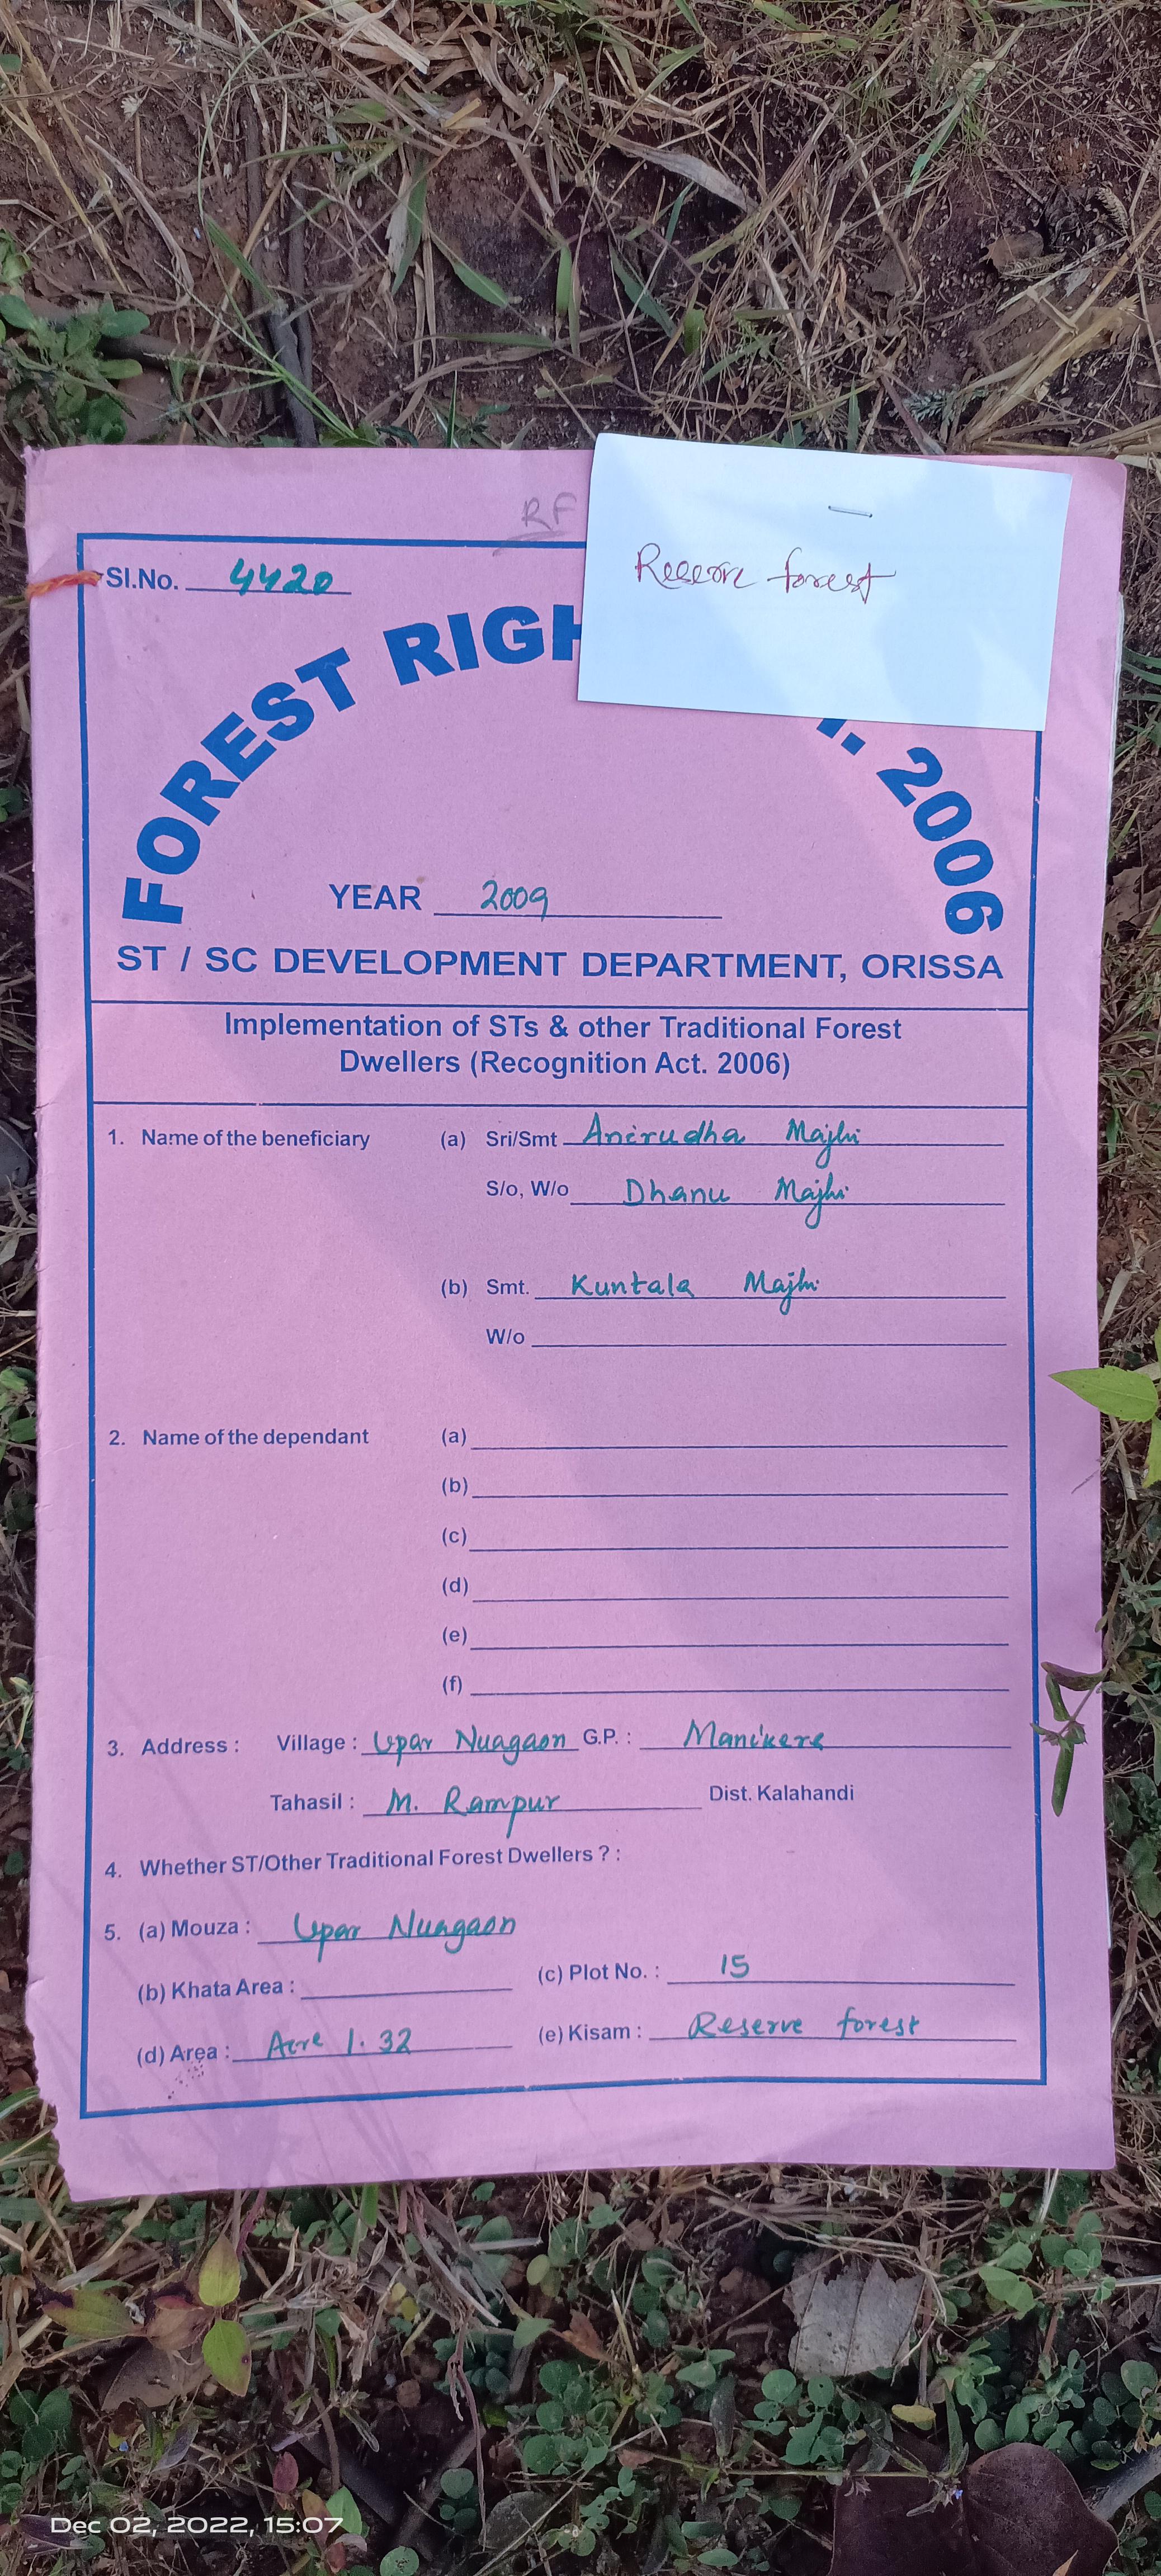 RF
Reserve forest
Sl.No. 4420
FOREST RIGH
. 2006
YEAR 2009
ST / SC DEVELOPMENT DEPARTMENT, ORISSA
Implementation of STs & other Traditional Forest
Dwellers (Recognition Act. 2006)
1. Name of the beneficiary (a) Sri/Smt Anirudha Majhi
S/o, W/o Dhanu Majhi
(b) Smt. Kuntala Majhi
W/o
2. Name of the dependant (a)
(b)
(c)
(d)
(e)
(f)
3. Address : Village : Upar Nuagaon G.P. : Manikera
Tahasil : M. Rampur Dist. Kalahandi
4. Whether ST/Other Traditional Forest Dwellers ? :
5. (a) Mouza : Upar Nuagaon
(b) Khata Area : (c) Plot No. : 15
(d) Area : Acre 1.32 (e) Kisam : Reserve forest
Dec 02, 2022, 15:07